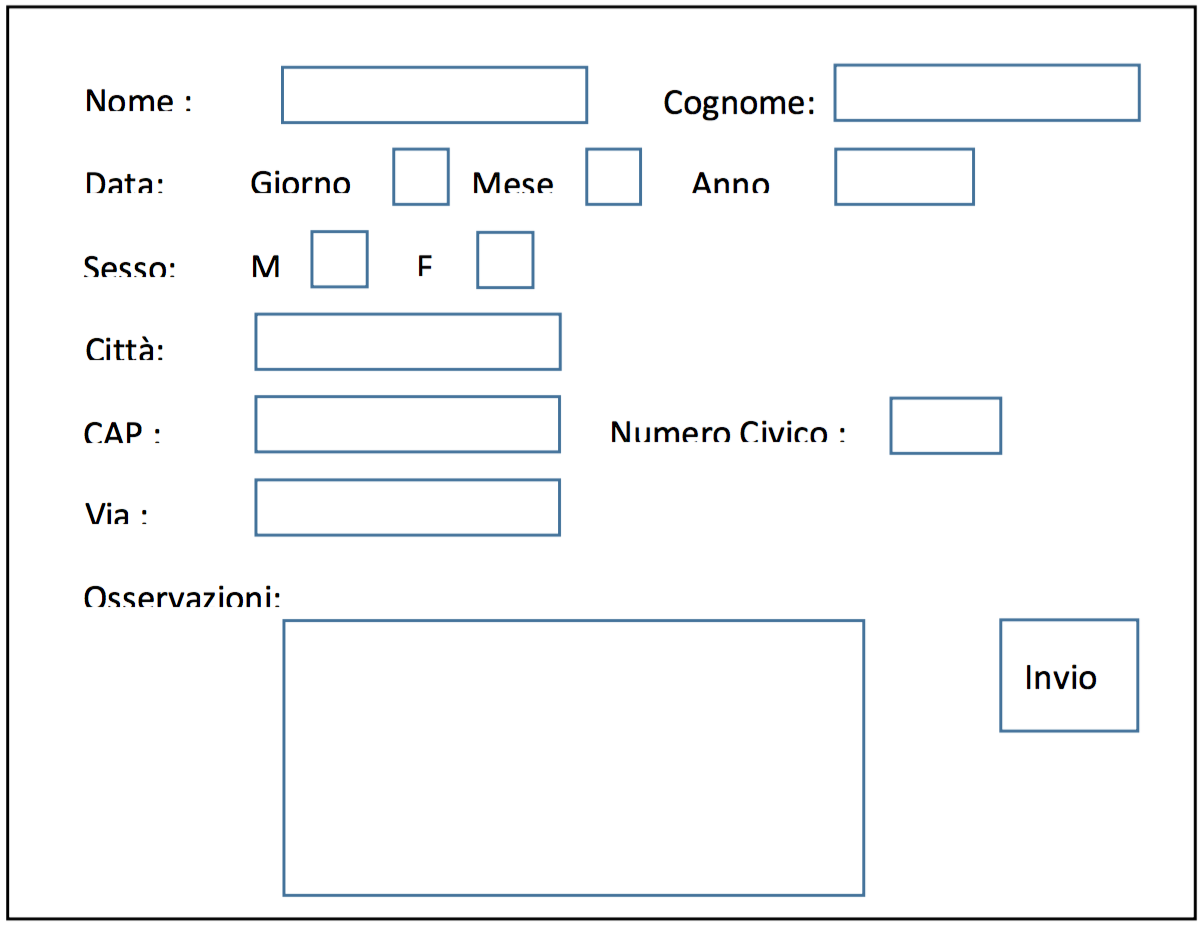 Nome : Cognome:
Data: Giorno Mese Anno
Sesso: M F
Città:
CAP : Numero Civico :
Via :
Osservazioni:
Invio